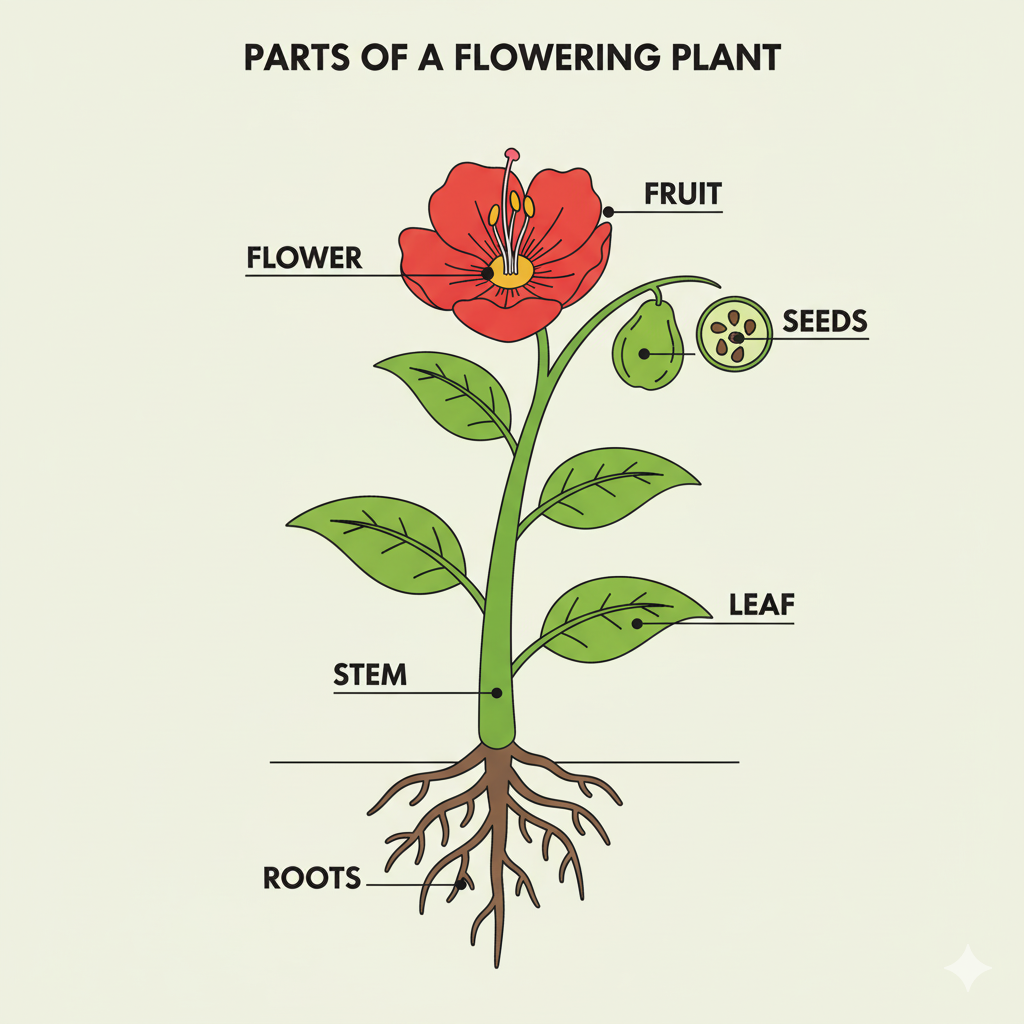 PARTS OF A FLOWERING PLANT
FRUIT
FLOWER
SEEDS
LEAF
STEM
ROOTS